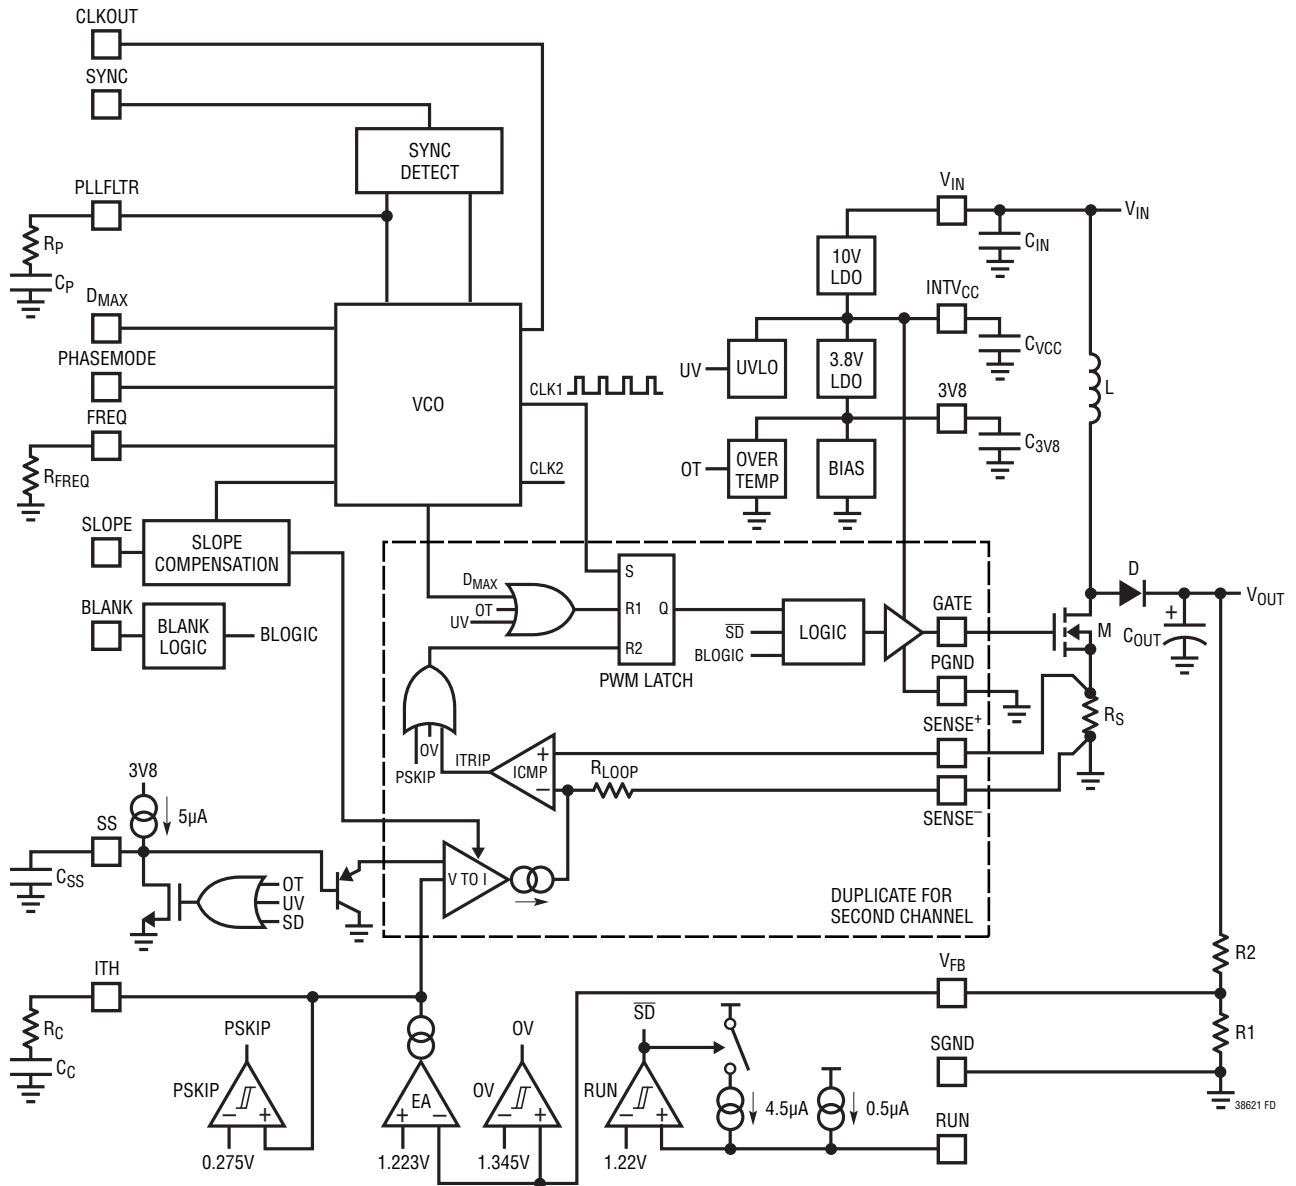 CLKOUT
SYNC
SYNC
DETECT
PLLFLTR
RP
CP
DMAX
PHASEMODE
FREQ
RFREQ
VCO
CLK1
CLK2
SLOPE
SLOPE
COMPENSATION
BLANK
BLANK
LOGIC
BLOGIC
VIN
VIN
CIN
10V
LDO
INTVCC
CVCC
UV
UVLO
3.8V
LDO
3V8
C3V8
OT
OVER
TEMP
BIAS
L
DMAX
OT
UV
S
R1
Q
R2
PWM LATCH
SD
BLOGIC
LOGIC
GATE
PGND
M
D
VOUT
+
COUT
RS
SENSE+
SENSE–
OV
PSKIP
ITRIP
ICMP
+
–
RLOOP
3V8
5µA
SS
CSS
OT
UV
SD
V TO I
DUPLICATE FOR
SECOND CHANNEL
ITH
RC
CC
PSKIP
PSKIP
–
+
0.275V
EA
+
–
1.223V
OV
OV
–
+
1.345V
SD
RUN
–
+
1.22V
4.5µA
0.5µA
VFB
SGND
RUN
R2
R1
38621 FD